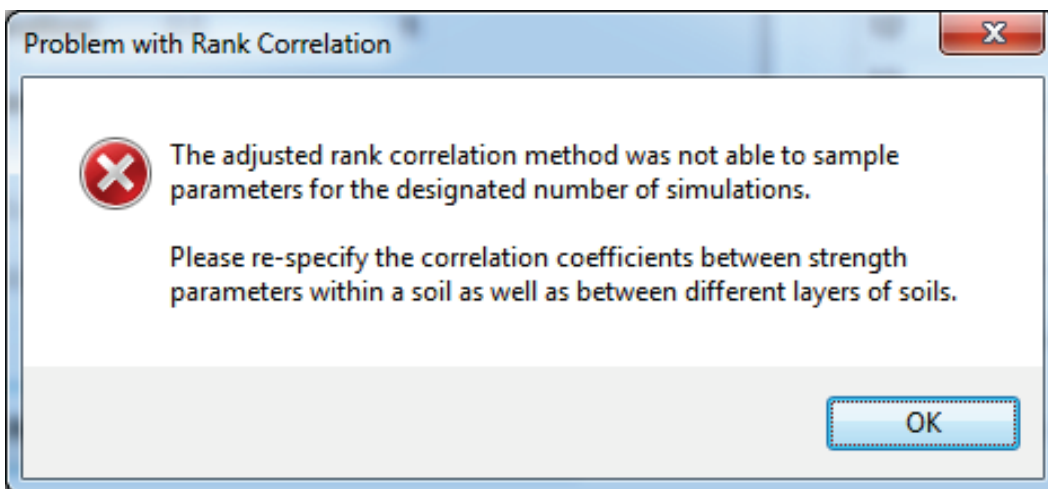 Problem with Rank Correlation
The adjusted rank correlation method was not able to sample
parameters for the designated number of simulations.
Please re-specify the correlation coefficients between strength
parameters within a soil as well as between different layers of soils.
OK